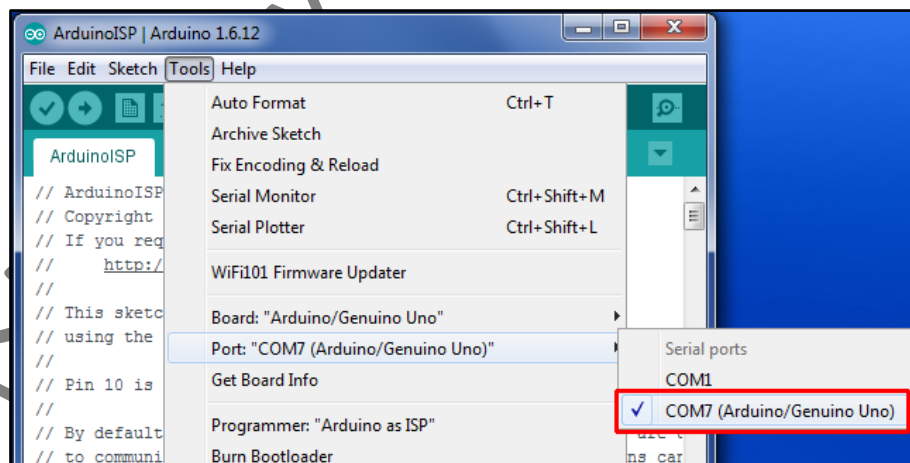 ArduinoISP | Arduino 1.6.12
File Edit Sketch Tools Help
Auto Format Ctrl+T
Archive Sketch
ArduinoISP
Fix Encoding & Reload
// ArduinoISP
Serial Monitor Ctrl+Shift+M
// Copyright
Serial Plotter Ctrl+Shift+L
// If you req
// http:/
WiFi101 Firmware Updater
//
// This sketc
Board: "Arduino/Genuino Uno"
// using the
Port: "COM7 (Arduino/Genuino Uno)"
Serial ports
//
Get Board Info
COM1
// Pin 10 is
COM7 (Arduino/Genuino Uno)
//
Programmer: "Arduino as ISP"
// By default
// to communi
Burn Bootloader
ns can